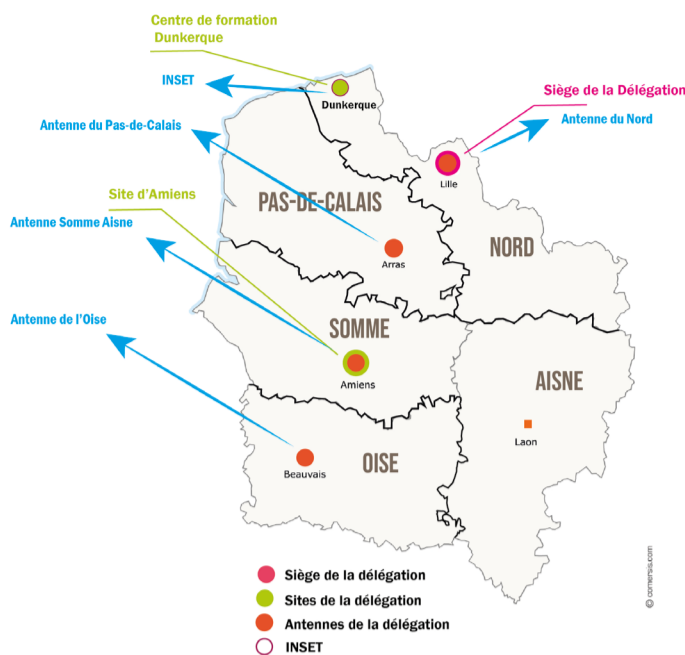 Centre de formation
Dunkerque
INSET
Dunkerque
Siège de la Délégation
Antenne du Nord
Antenne du Pas-de-Calais
Lille
Site d'Amiens
PAS-DE-CALAIS
Antenne Somme Aisne
NORD
Arras
Antenne de l'Oise
SOMME
Amiens
AISNE
Laon
OISE
Beauvais
Siège de la délégation
Sites de la délégation
Antennes de la délégation
INSET
© comersis.com